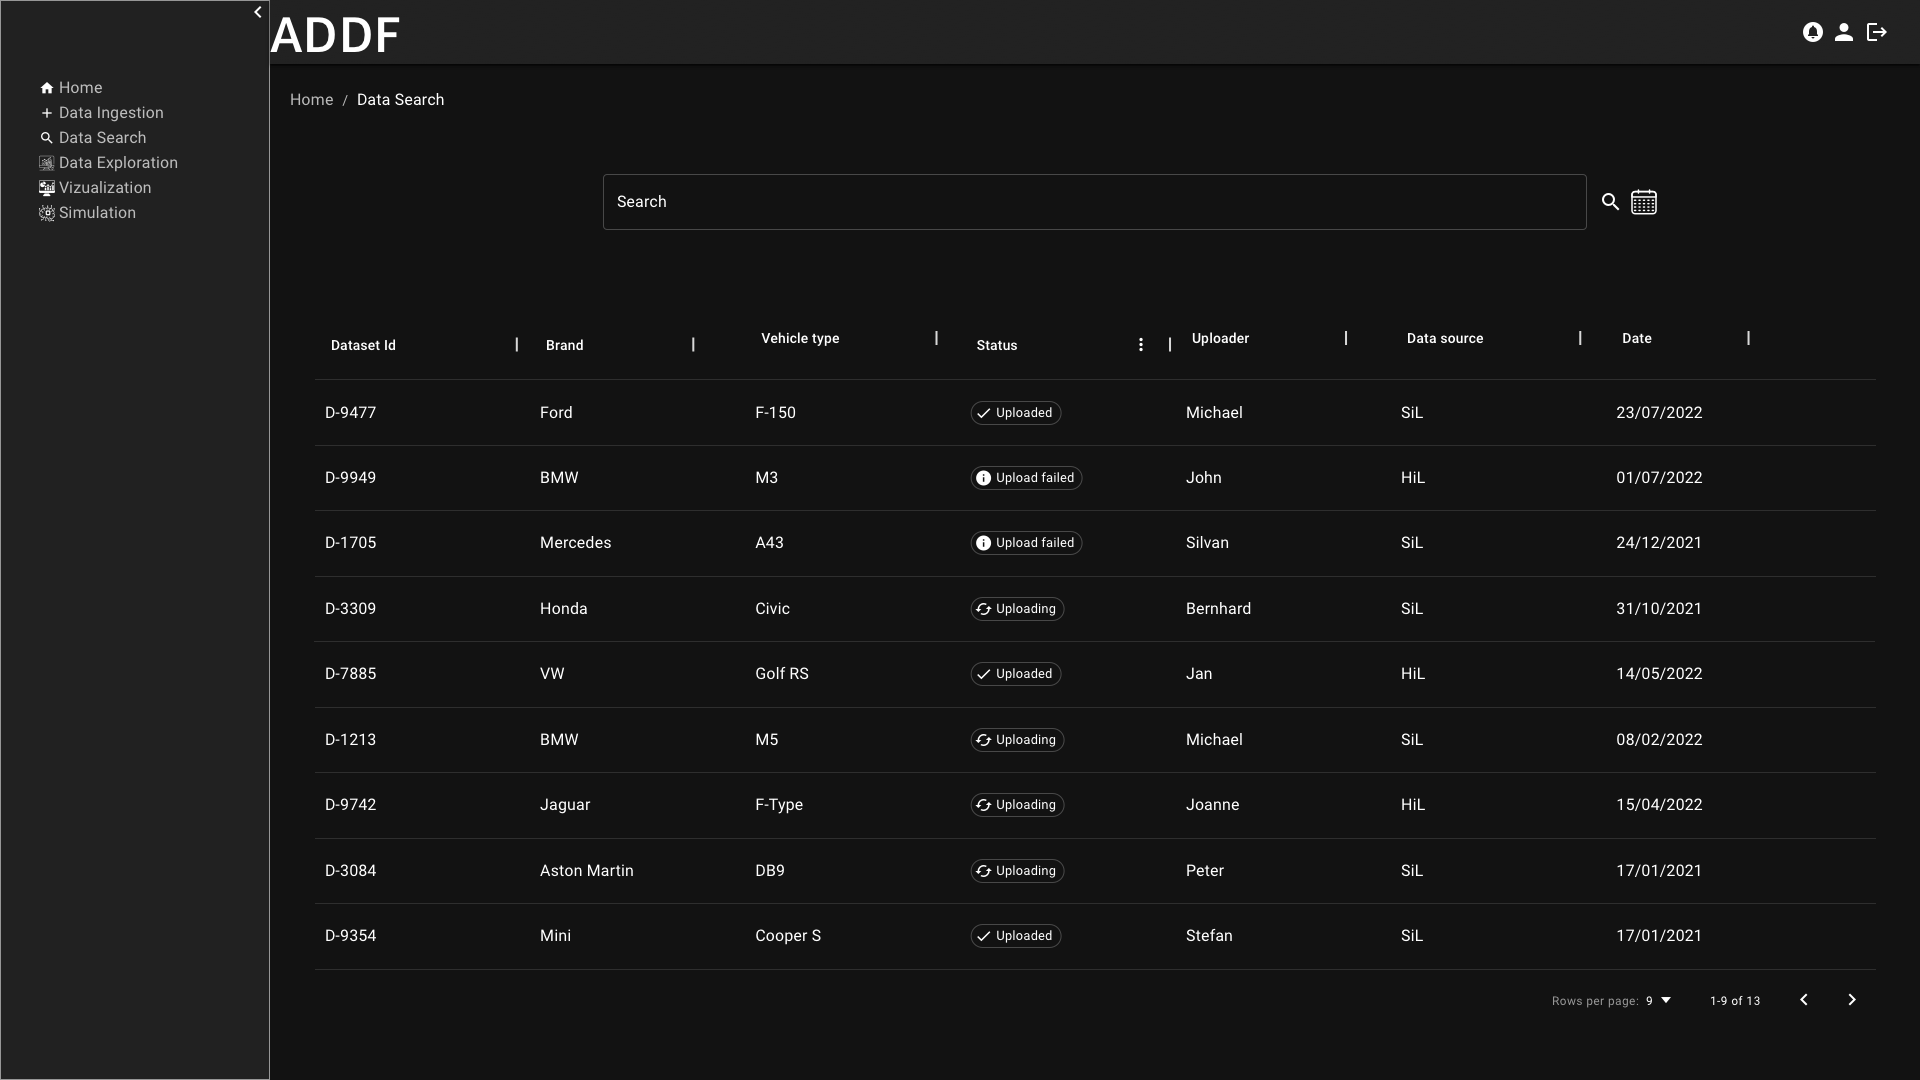 ADDF
Home
Data Ingestion
Data Search
Data Exploration
Vizualization
Simulation
Home / Data Search
Search
Dataset Id | Brand | Vehicle type | Status | Uploader | Data source | Date |
D-9477 Ford F-150 Uploaded Michael SiL 23/07/2022
D-9949 BMW M3 Upload failed John HiL 01/07/2022
D-1705 Mercedes A43 Upload failed Silvan SiL 24/12/2021
D-3309 Honda Civic Uploading Bernhard SiL 31/10/2021
D-7885 VW Golf RS Uploaded Jan HiL 14/05/2022
D-1213 BMW M5 Uploading Michael SiL 08/02/2022
D-9742 Jaguar F-Type Uploading Joanne HiL 15/04/2022
D-3084 Aston Martin DB9 Uploading Peter SiL 17/01/2021
D-9354 Mini Cooper S Uploaded Stefan SiL 17/01/2021
Rows per page: 9 1-9 of 13